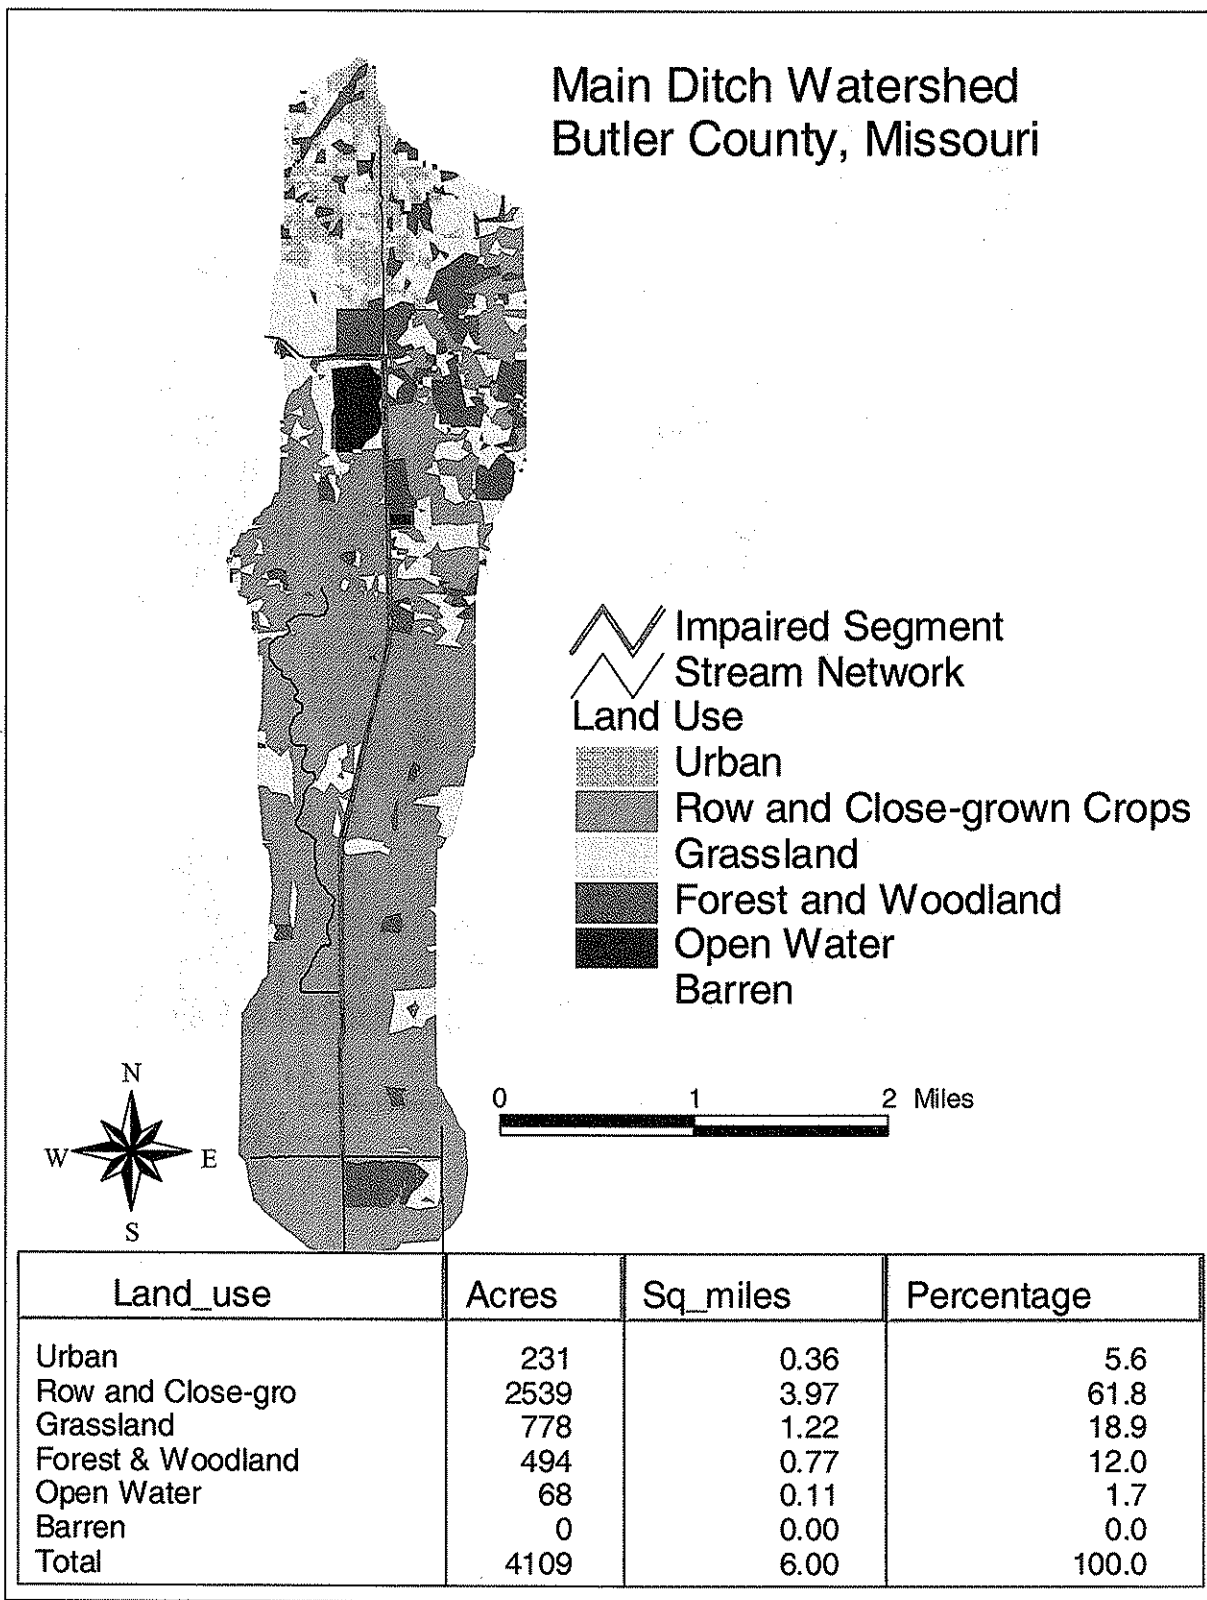 Main Ditch Watershed
Butler County, Missouri
Impaired Segment
Stream Network
Land Use
Urban
Row and Close-grown Crops
Grassland
Forest and Woodland
Open Water
Barren
N
W E
S
0 1 2 Miles
Land_use Acres Sq_miles Percentage
Urban 231 0.36 5.6
Row and Close-gro 2539 3.97 61.8
Grassland 778 1.22 18.9
Forest & Woodland 494 0.77 12.0
Open Water 68 0.11 1.7
Barren 0 0.00 0.0
Total 4109 6.00 100.0